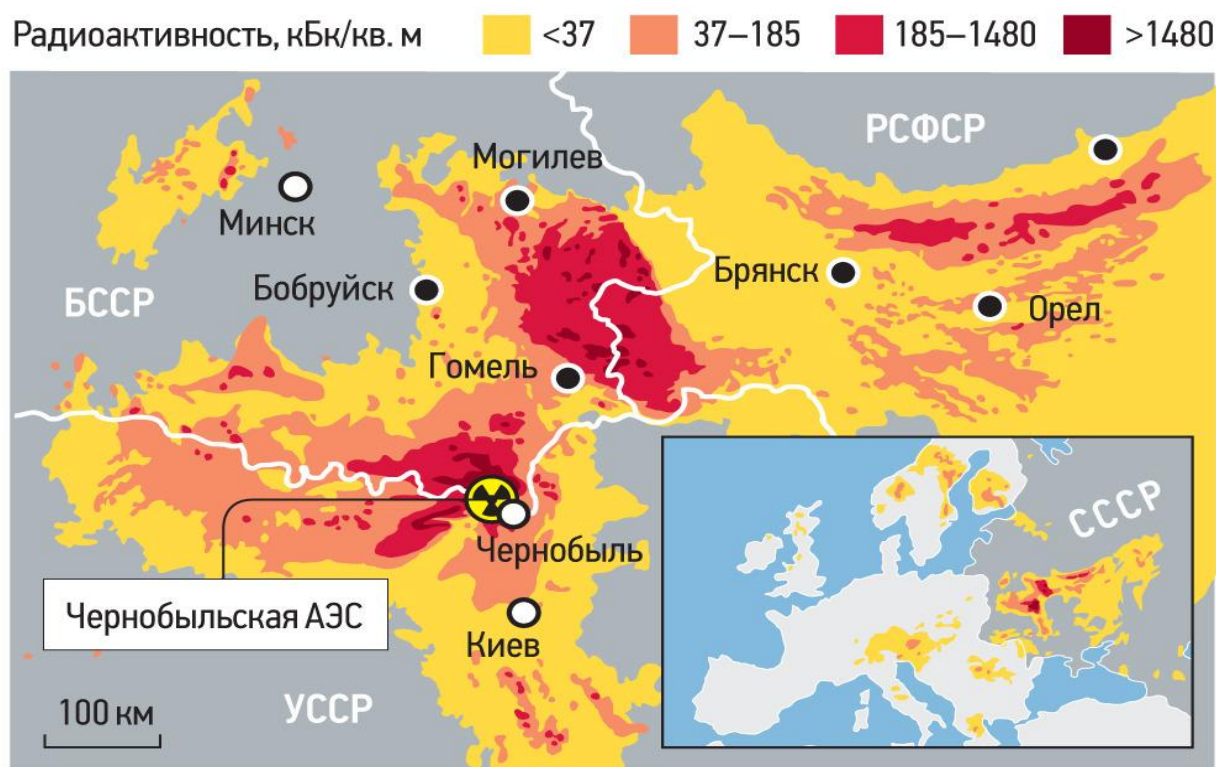 Радиоактивность, кБк/кв. м <37 37–185 185–1480 >1480
РСФСР
Могилев
Минск
Брянск
Бобруйск
БССР
Орел
Гомель
СССР
Чернобыль
Чернобыльская АЭС
Киев
УССР
100 км